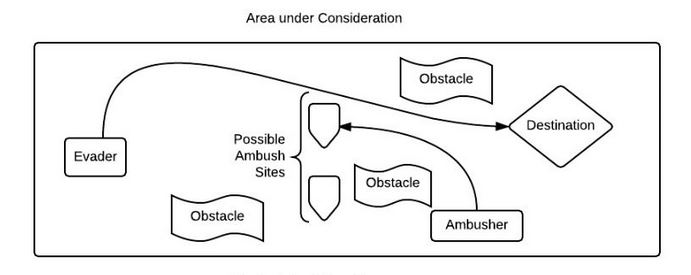 Area under Consideration
Obstacle
Destination
Possible
Ambush
Sites
Evader
Obstacle
Obstacle
Ambusher